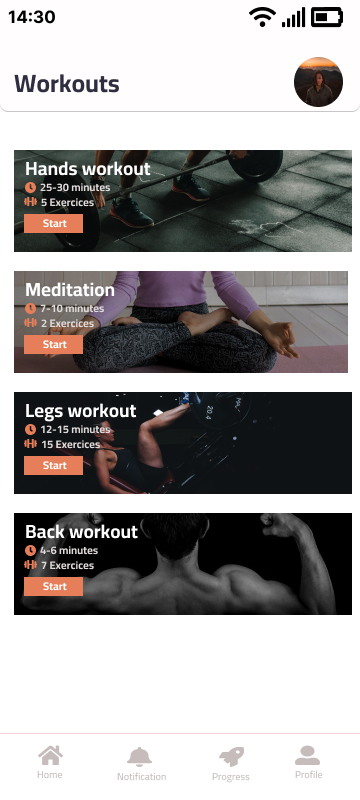 14:30
Workouts
Hands workout
25-30 minutes
5 Exercices
Start
Meditation
7-10 minutes
2 Exercices
Start
Legs workout
12-15 minutes
15 Exercices
Start
20.4
Back workout
4-6 minutes
7 Exercices
Start
Home
Notification
Progress
Profile